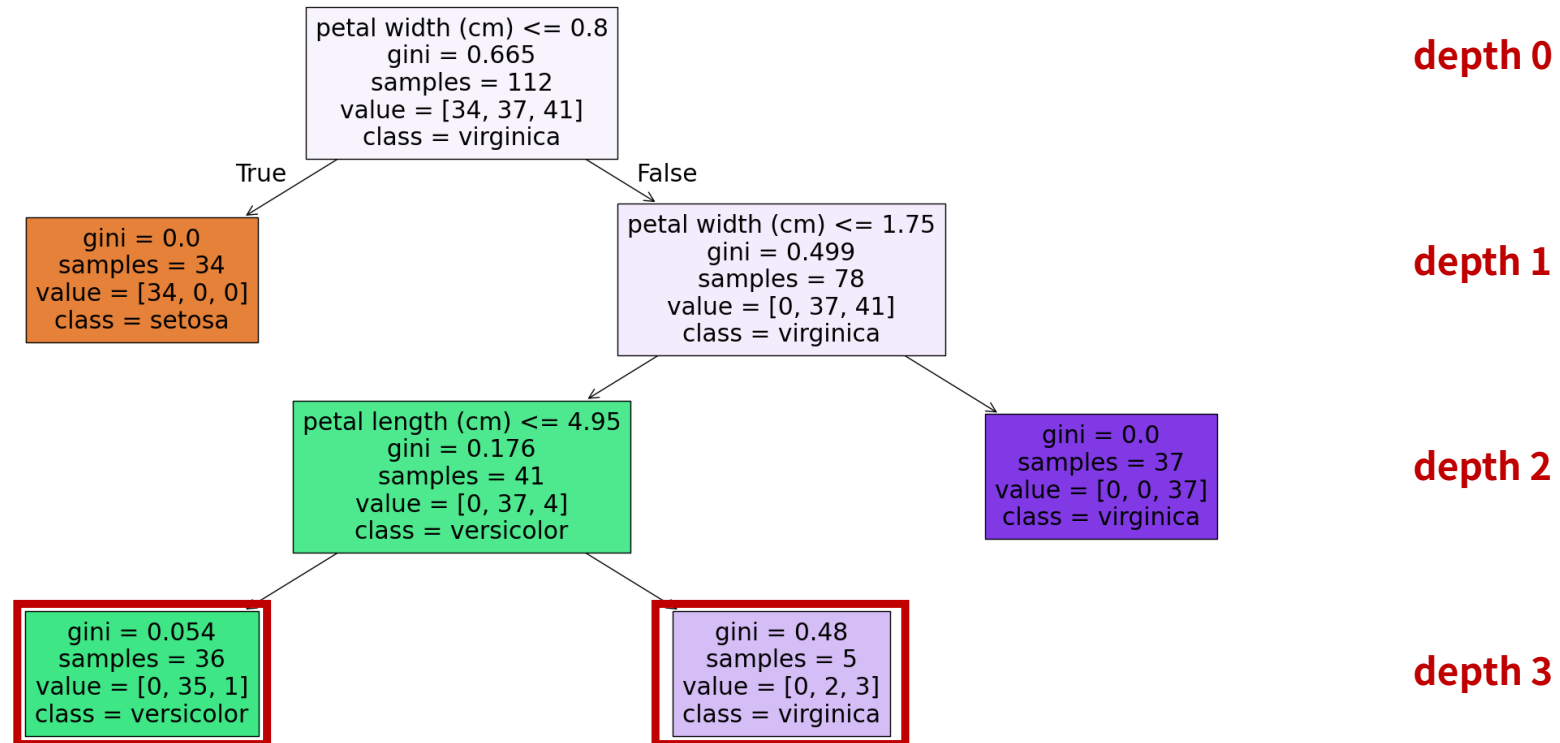 petal width (cm) <= 0.8
gini = 0.665
samples = 112
value = [34, 37, 41]
class = virginica
depth 0
True
False
gini = 0.0
samples = 34
value = [34, 0, 0]
class = setosa
petal width (cm) <= 1.75
gini = 0.499
samples = 78
value = [0, 37, 41]
class = virginica
depth 1
petal length (cm) <= 4.95
gini = 0.176
samples = 41
value = [0, 37, 4]
class = versicolor
gini = 0.0
samples = 37
value = [0, 0, 37]
class = virginica
depth 2
gini = 0.054
samples = 36
value = [0, 35, 1]
class = versicolor
gini = 0.48
samples = 5
value = [0, 2, 3]
class = virginica
depth 3